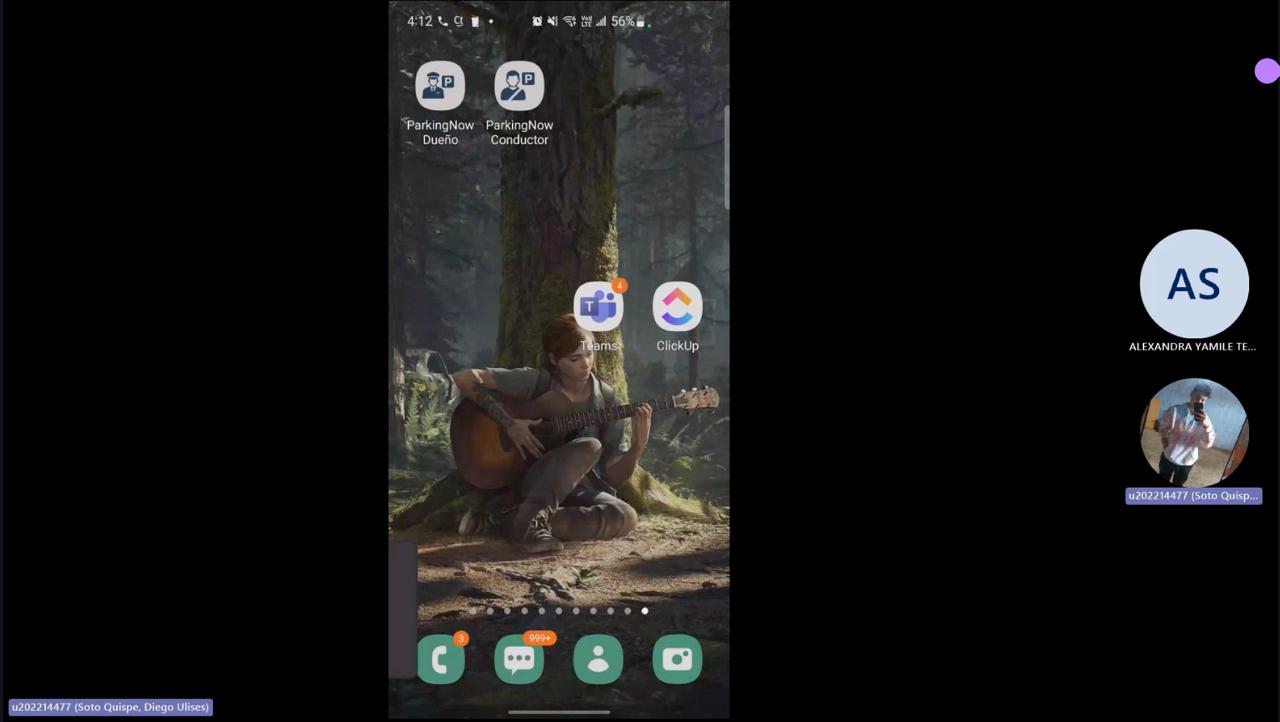 4:12
56%
P
P
ParkingNow
Dueño
ParkingNow
Conductor
4
T
Teams
ClickUp
AS
ALEXANDRA YAMILE TE...
u202214477 (Soto Quisp...
3
999+
u202214477 (Soto Quispe, Diego Ulises)